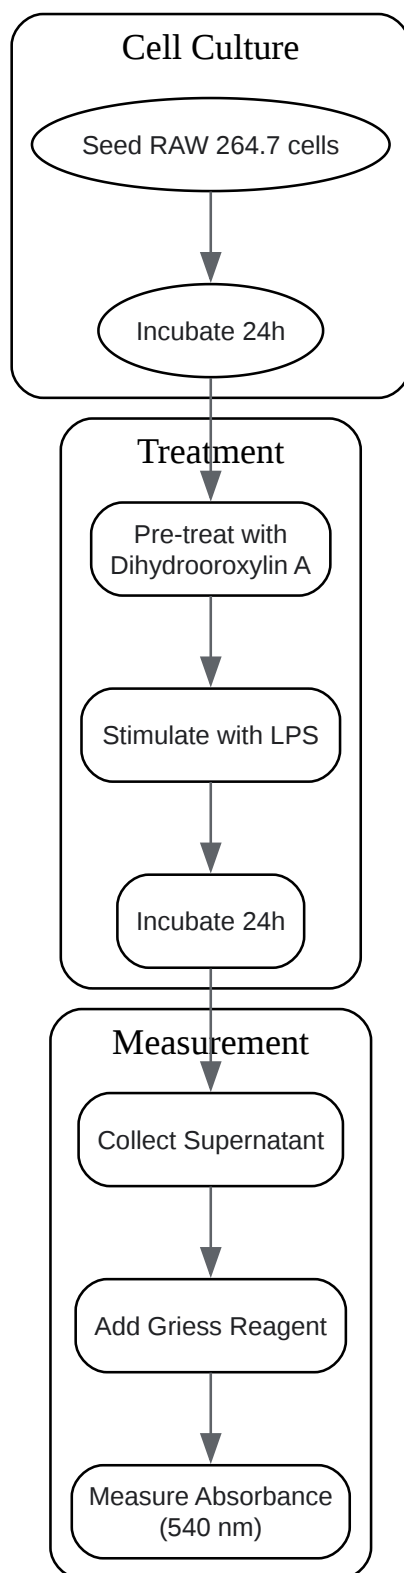 Cell Culture
Seed RAW 264.7 cells
Incubate 24h
Treatment
Pre-treat with
Dihydrooroxylin A
Stimulate with LPS
Incubate 24h
Measurement
Collect Supernatant
Add Griess Reagent
Measure Absorbance
(540 nm)